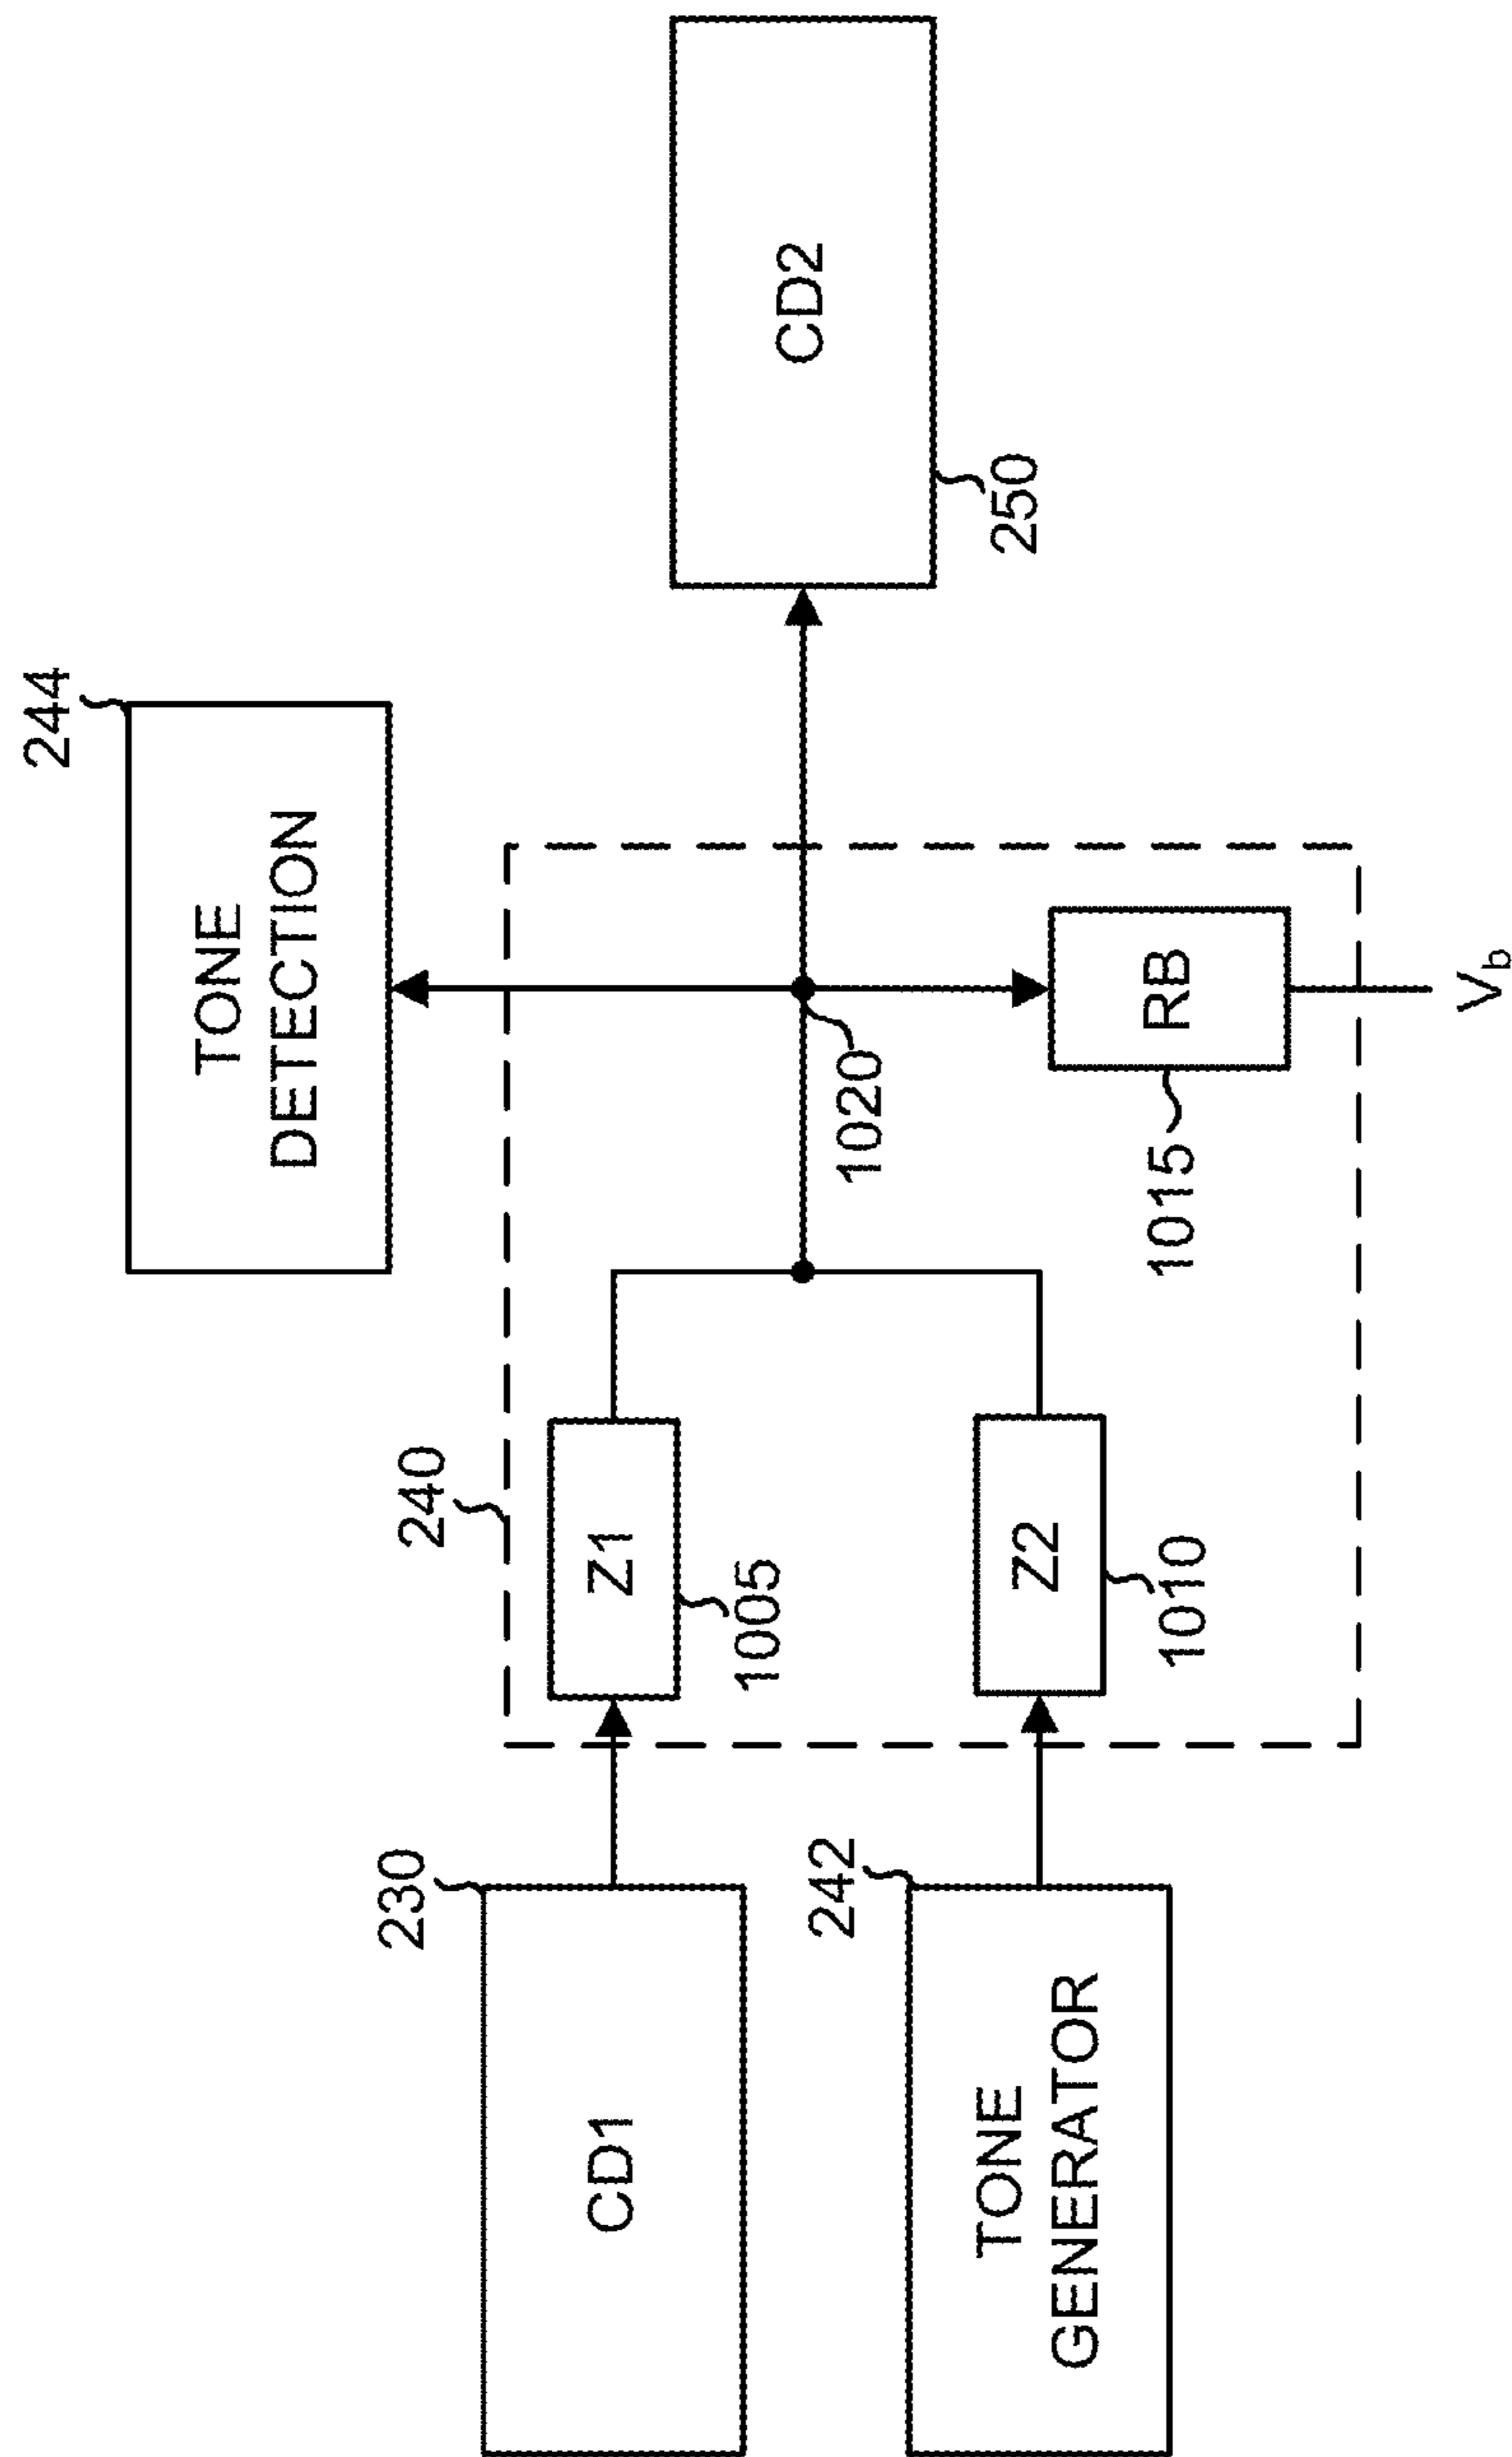 244
TONE
DETECTION
240
230
CD1
Z1
1005
1020
CD2
250
242
TONE
GENERATOR
Z2
1010
1015
RB
Vb